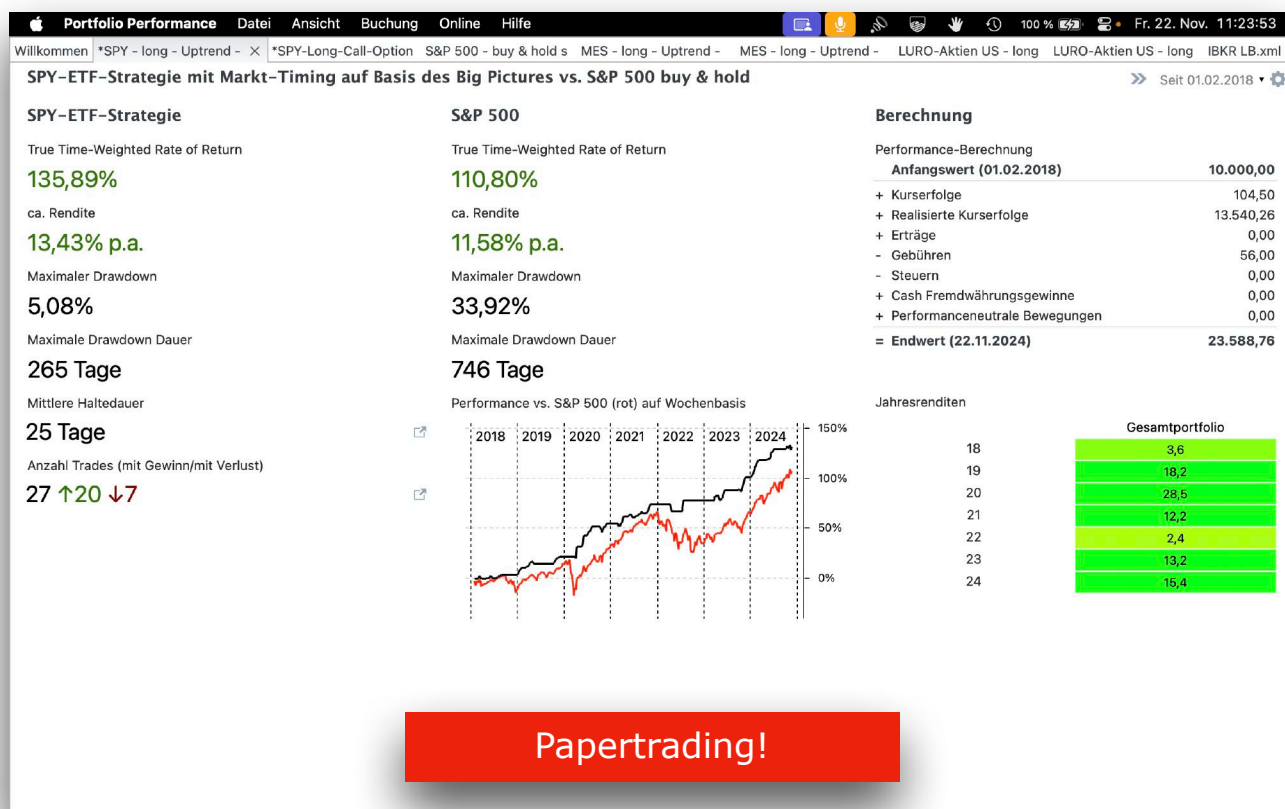 Portfolio Performance Datei Ansicht Buchung Online Hilfe 100 % Fr. 22. Nov. 11:23:53
Willkommen *SPY - long - Uptrend - × *SPY-Long-Call-Option S&P 500 - buy & hold s MES - long - Uptrend - MES - long - Uptrend - LURO-Aktien US - long LURO-Aktien US - long IBKR LB.xml
SPY-ETF-Strategie mit Markt-Timing auf Basis des Big Pictures vs. S&P 500 buy & hold
Seit 01.02.2018
SPY-ETF-Strategie
True Time-Weighted Rate of Return
135,89%
ca. Rendite
13,43% p.a.
Maximaler Drawdown
5,08%
Maximale Drawdown Dauer
265 Tage
Mittlere Haltedauer
25 Tage
Anzahl Trades (mit Gewinn/mit Verlust)
27 ↑20 ↓7
S&P 500
True Time-Weighted Rate of Return
110,80%
ca. Rendite
11,58% p.a.
Maximaler Drawdown
33,92%
Maximale Drawdown Dauer
746 Tage
Performance vs. S&P 500 (rot) auf Wochenbasis
2018 2019 2020 2021 2022 2023 2024
150%
100%
50%
0%
Berechnung
Performance-Berechnung
Anfangswert (01.02.2018) 10.000,00
+ Kurserfolge 104,50
+ Realisierte Kurserfolge 13.540,26
+ Erträge 0,00
- Gebühren 56,00
- Steuern 0,00
+ Cash Fremdwährungsgewinne 0,00
+ Performanceneutrale Bewegungen 0,00
= Endwert (22.11.2024) 23.588,76
Jahresrenditen
Gesamtportfolio
18 3,6
19 18,2
20 28,5
21 12,2
22 2,4
23 13,2
24 15,4
Papertrading!